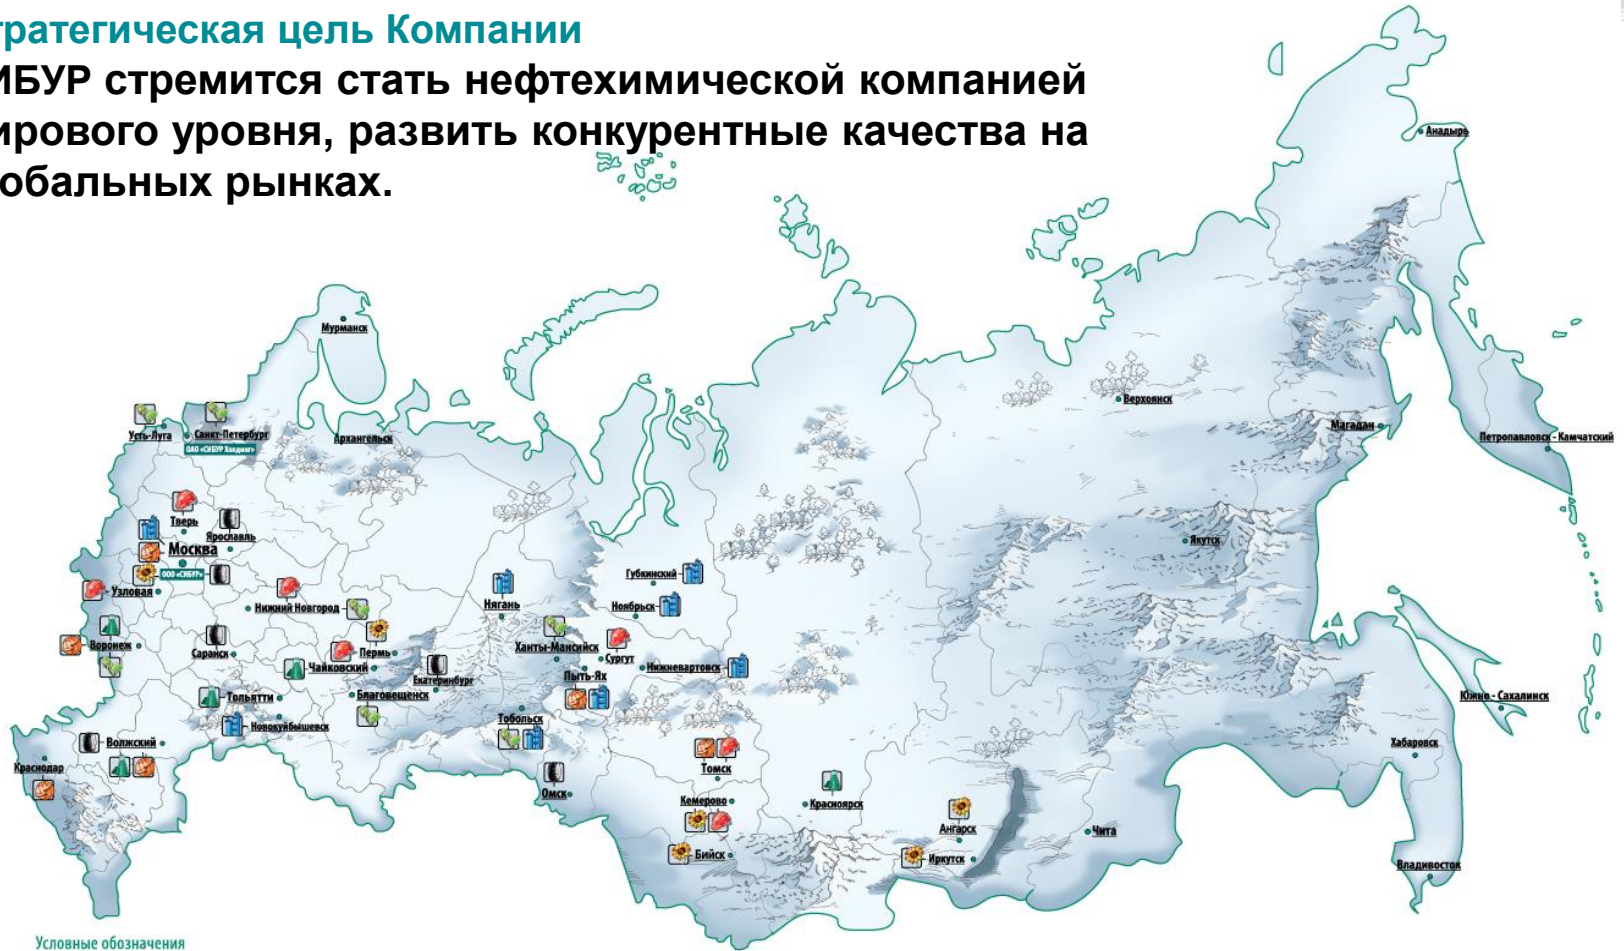 тратегическая цель Компании
ИБУР стремится стать нефтехимической компанией
ирового уровня, развить конкурентные качества на
обальных рынках.
Анадырь
Мурманск
Верхоянск
Усть-Луга
Санкт-Петербург
Архангельск
Магадан
Петропавловск - Камчатский
ОАО «СИБУР Холдинг»
Тверь
Ярославль
Якутск
Москва
ООО «СИБУР»
Губкинский
Узловая
Нижний Новгород
Нягань
Ноябрьск
Воронеж
Саранск
Пермь
Ханты-Мансийск
Сургут
Чайковский
Нижневартовск
Екатеринбург
Пыть-Ях
Тольятти
Благовещенск
Южно - Сахалинск
Новокуйбышевск
Тобольск
Волжский
Хабаровск
Краснодар
Томск
Омск
Кемерово
Красноярск
Ангарск
Чита
Бийск
Иркутск
Владивосток
Условные обозначения